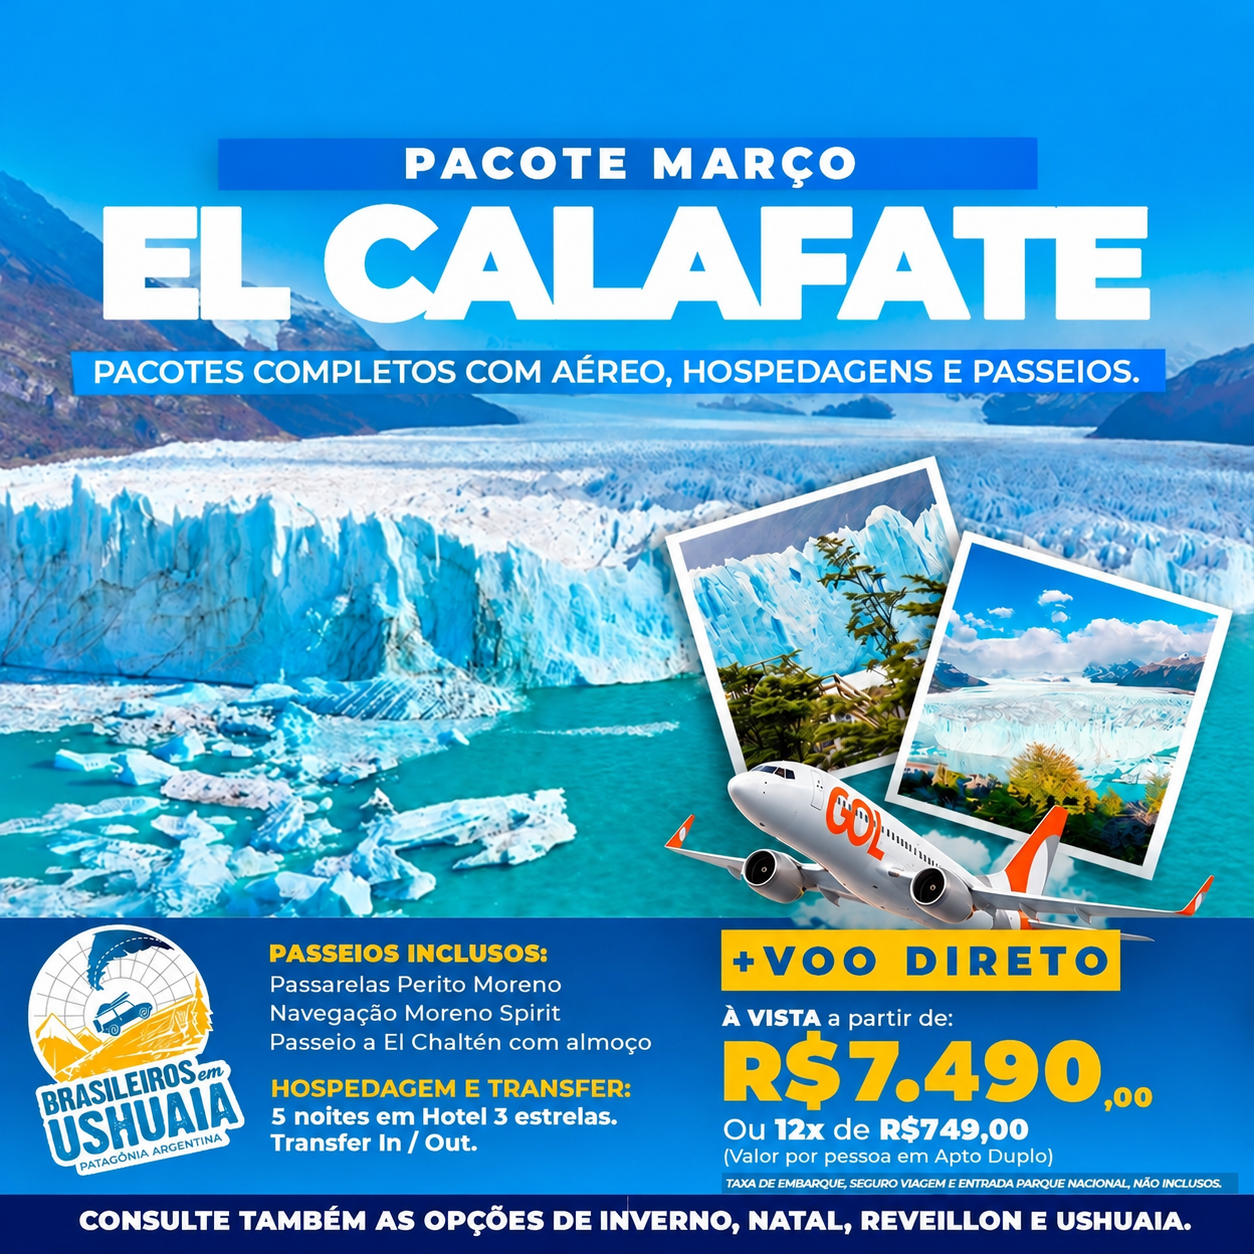 PACOTE MARÇO
EL CALAFATE
PACOTES COMPLETOS COM AÉREO, HOSPEDAGENS E PASSEIOS.
GOL
PASSEIOS INCLUSOS:
Passarelas Perito Moreno
Navegação Moreno Spirit
Passeio a El Chaltén com almoço
HOSPEDAGEM E TRANSFER:
5 noites em Hotel 3 estrelas.
Transfer In / Out.
BRASILEIROS em
USHUAIA
PATAGÔNIA ARGENTINA
+VOO DIRETO
À VISTA a partir de:
R$7.490,00
Ou 12x de R$749,00
(Valor por pessoa em Apto Duplo)
TAXA DE EMBARQUE, SEGURO VIAGEM E ENTRADA PARQUE NACIONAL, NÃO INCLUSOS.
CONSULTE TAMBÉM AS OPÇÕES DE INVERNO, NATAL, REVEILLON E USHUAIA.